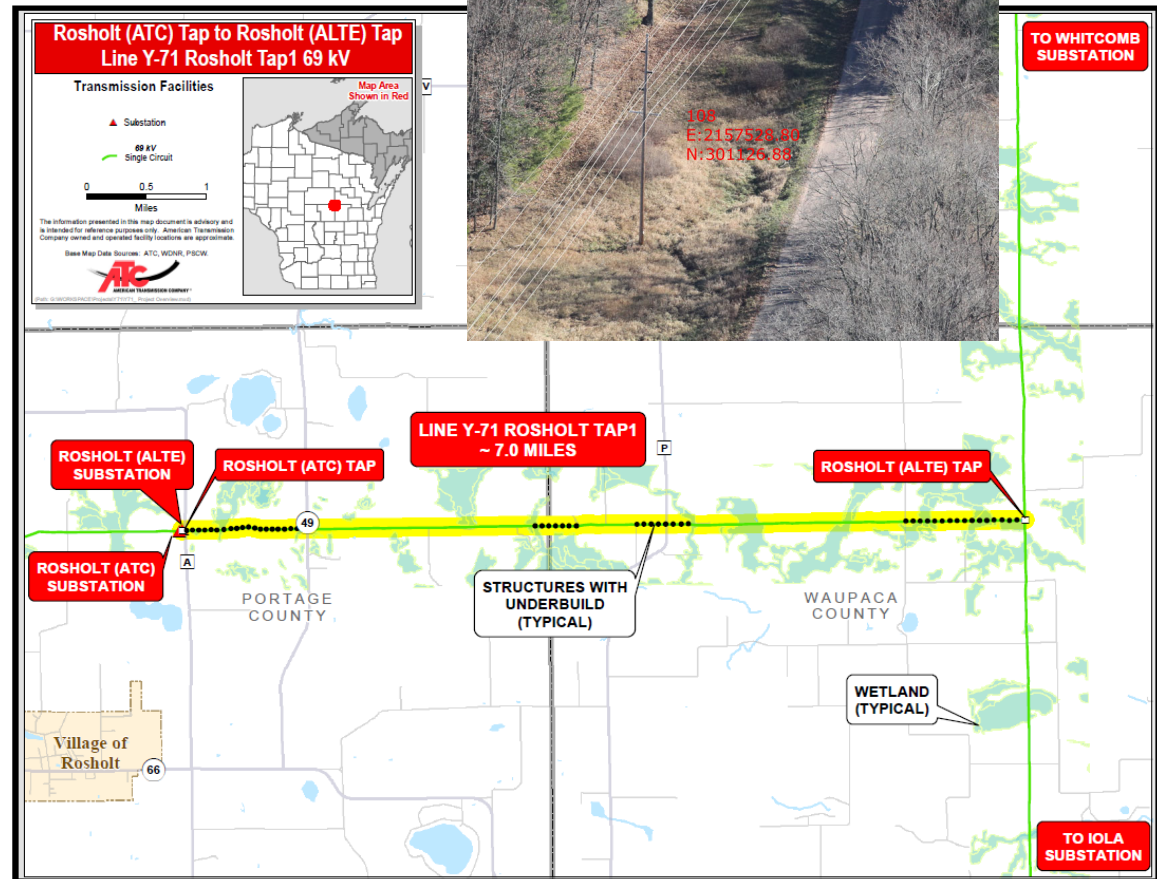 Rosholt (ATC) Tap to Rosholt (ALTE) Tap
Line Y-71 Rosholt Tap1 69 kV
Transmission Facilities
Substation
69 kV
Single Circuit
0 0.5 1
Miles
The information presented in this map document is advisory and
is intended for reference purposes only. American Transmission
Company owned and operated facility locations are approximate.
Base Map Data Sources: ATC, WDNR, PSCW
ATC
AMERICAN TRANSMISSION COMPANY
Map Area
Shown in Red
V
108
E:2157528.80
N:301126.88
TO WHITCOMB
SUBSTATION
LINE Y-71 ROSHOLT TAP1
~ 7.0 MILES
P
ROSHOLT (ALTE)
SUBSTATION
ROSHOLT (ATC) TAP
ROSHOLT (ALTE) TAP
49
A
ROSHOLT (ATC)
SUBSTATION
STRUCTURES WITH
UNDERBUILD
(TYPICAL)
PORTAGE
COUNTY
WAUPACA
COUNTY
WETLAND
(TYPICAL)
Village of
Rosholt
66
TO IOLA
SUBSTATION